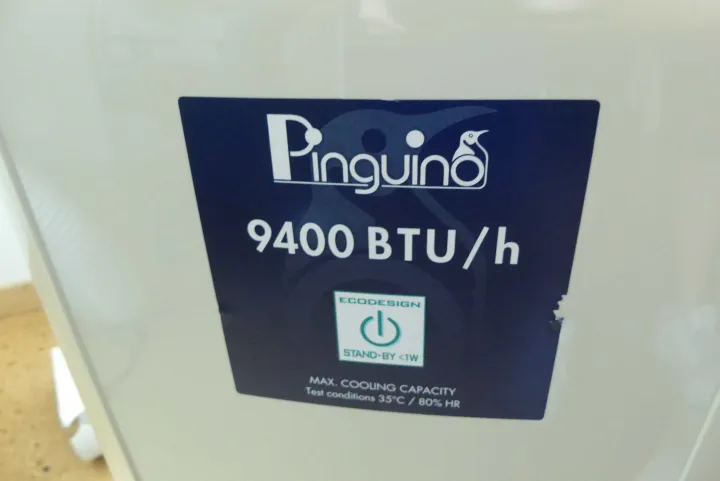 Pinguino
9400 BTU/h
ECODESIGN
STAND-BY <1W
MAX. COOLING CAPACITY
Test conditions 35°C / 80% HR